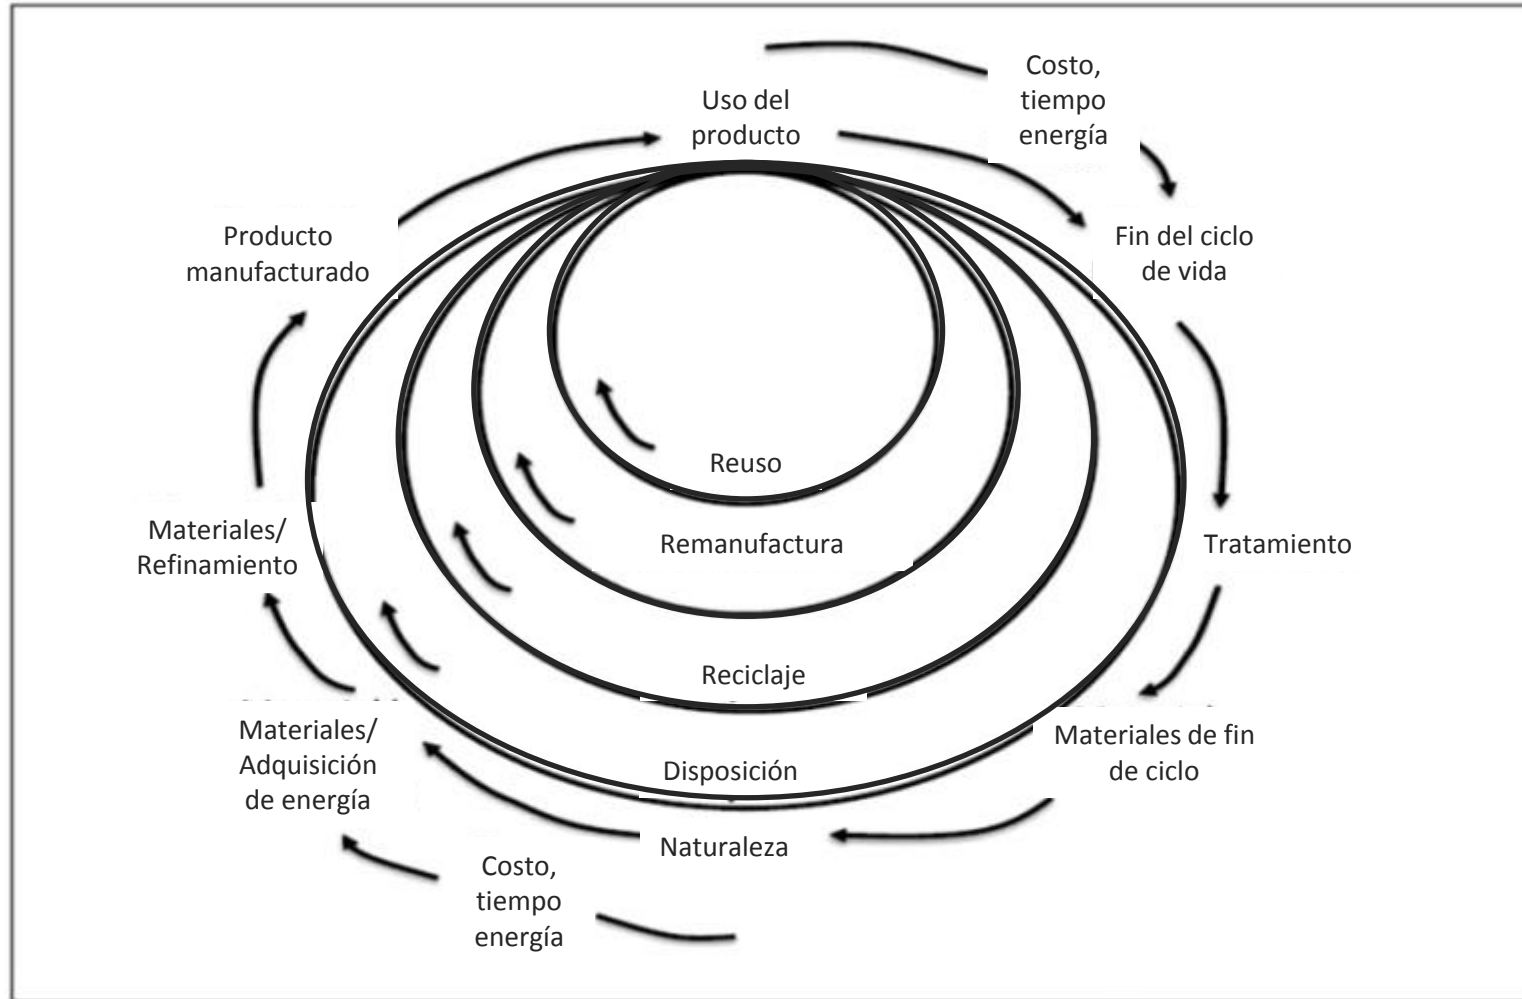 Costo,
tiempo
energía
Uso del
producto
Producto
manufacturado
Fin del ciclo
de vida
Reuso
Materiales/
Refinamiento
Remanufactura
Tratamiento
Reciclaje
Materiales/
Adquisición
de energía
Disposición
Materiales de fin
de ciclo
Naturaleza
Costo,
tiempo
energía